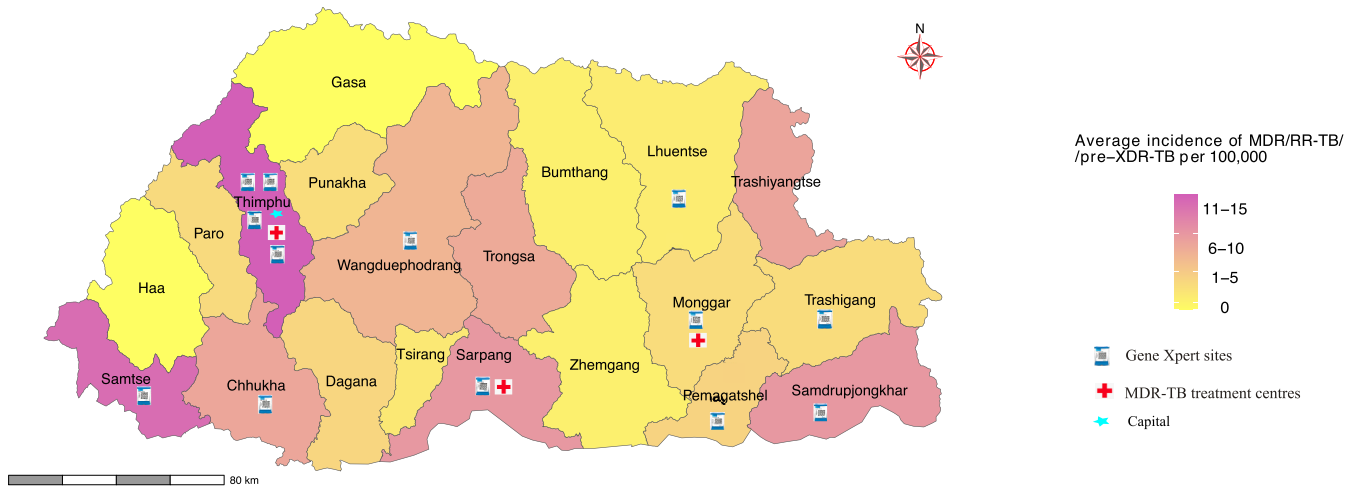 N
Gasa
Lhuentse
Bumthang
Trashiyangtse
Punakha
Thimphu
Paro
Wangduephodrang
Trongsa
Haa
Monggar
Trashigang
Tsirang
Sarpang
Zhemgang
Samtse
Chhukha
Dagana
Pemagatshel
Samdrupjongkhar
80 km
Average incidence of MDR/RR-TB/
/pre–XDR-TB per 100,000
11–15
6–10
1–5
0
Gene Xpert sites
MDR-TB treatment centres
Capital